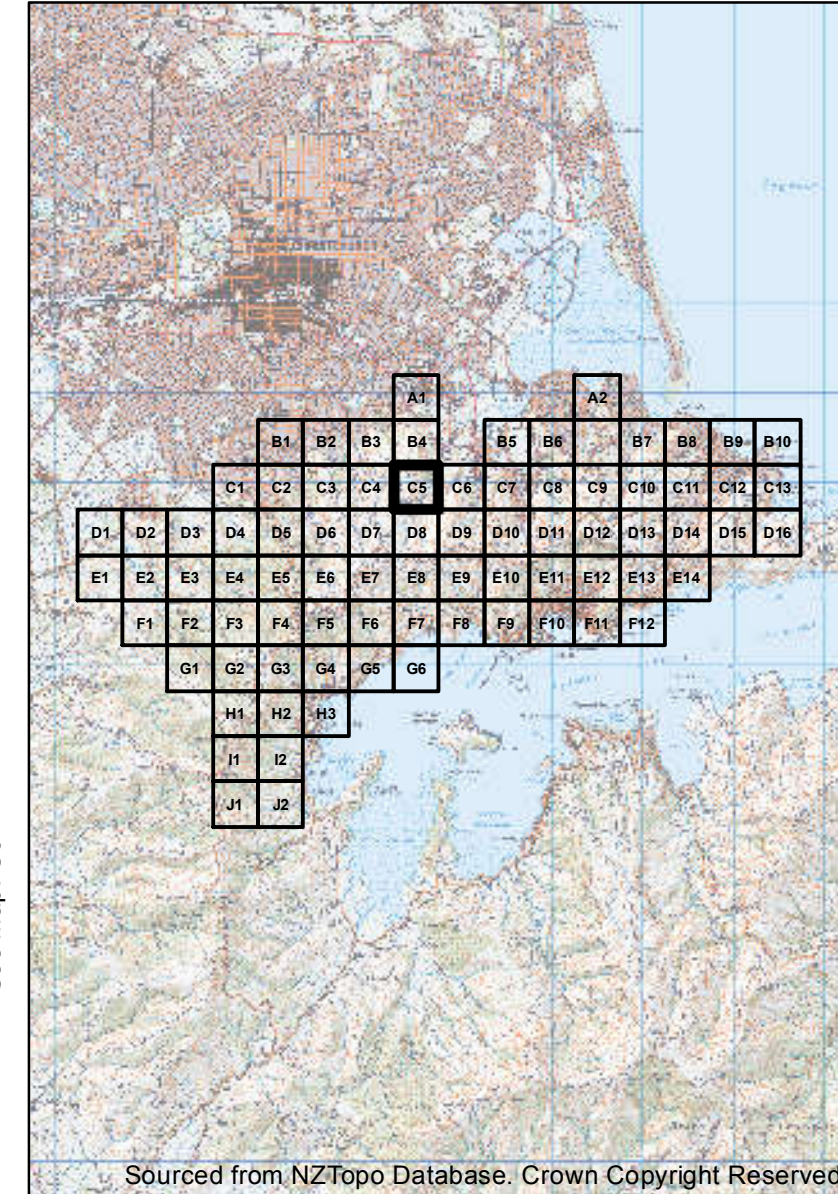 A1 A2
B1 B2 B3 B4 B5 B6 B7 B8 B9 B10
C1 C2 C3 C4 C5 C6 C7 C8 C9 C10 C11 C12 C13
D1 D2 D3 D4 D5 D6 D7 D8 D9 D10 D11 D12 D13 D14 D15 D16
E1 E2 E3 E4 E5 E6 E7 E8 E9 E10 E11 E12 E13 E14
F1 F2 F3 F4 F5 F6 F7 F8 F9 F10 F11 F12
G1 G2 G3 G4 G5 G6
H1 H2 H3
I1 I2
J1 J2
Sourced from NZTopo Database. Crown Copyright Reserved